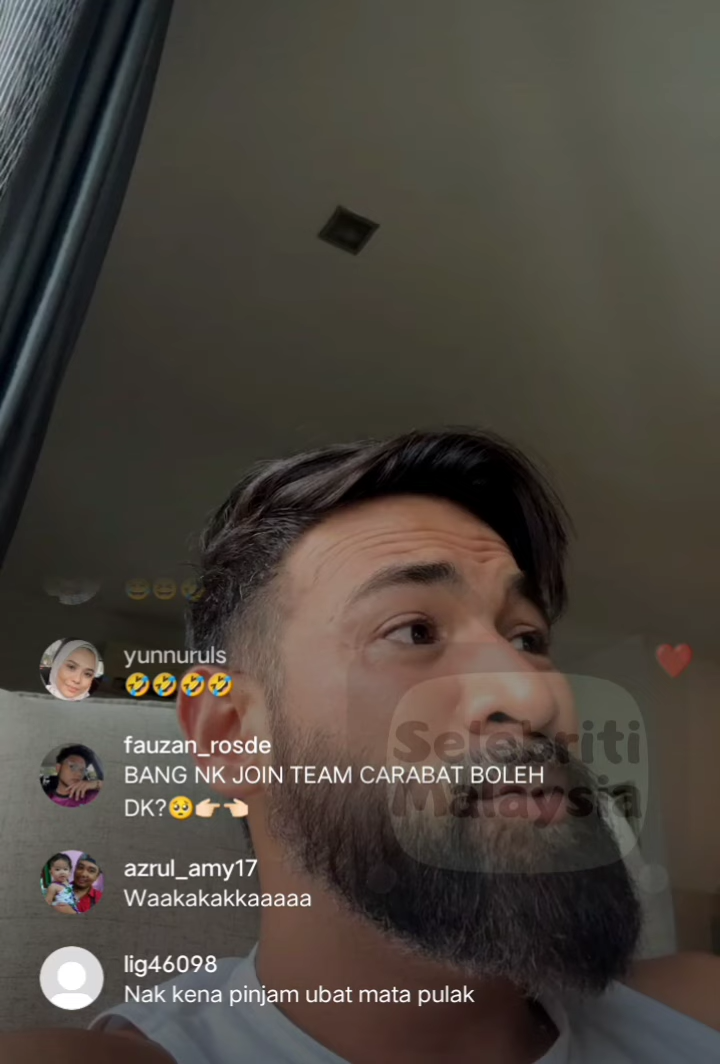 yunnuruls
🤣🤣🤣🤣
fauzan_rosde
BANG NK JOIN TEAM CARABAT BOLEH
DK?🥺👉🏻👈🏻
azrul_amy17
Waakakakkaaaaa
lig46098
Nak kena pinjam ubat mata pulak
Selebriti
Malaysia